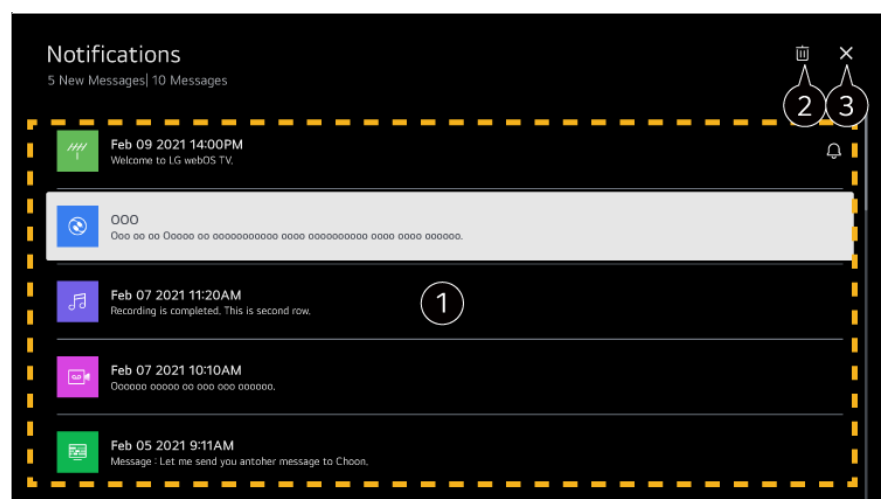 Notifications
5 New Messages| 10 Messages
2 3
Feb 09 2021 14:00PM
Welcome to LG webOS TV.
OOO
Ooo oo oo Ooooo oo ooooooooooo oooo oooooooooo oooo oooo oooooo.
Feb 07 2021 11:20AM
Recording is completed. This is second row.
1
Feb 07 2021 10:10AM
Oooooo ooooo oo ooo ooo oooooo.
Feb 05 2021 9:11AM
Message : Let me send you antoher message to Choon.